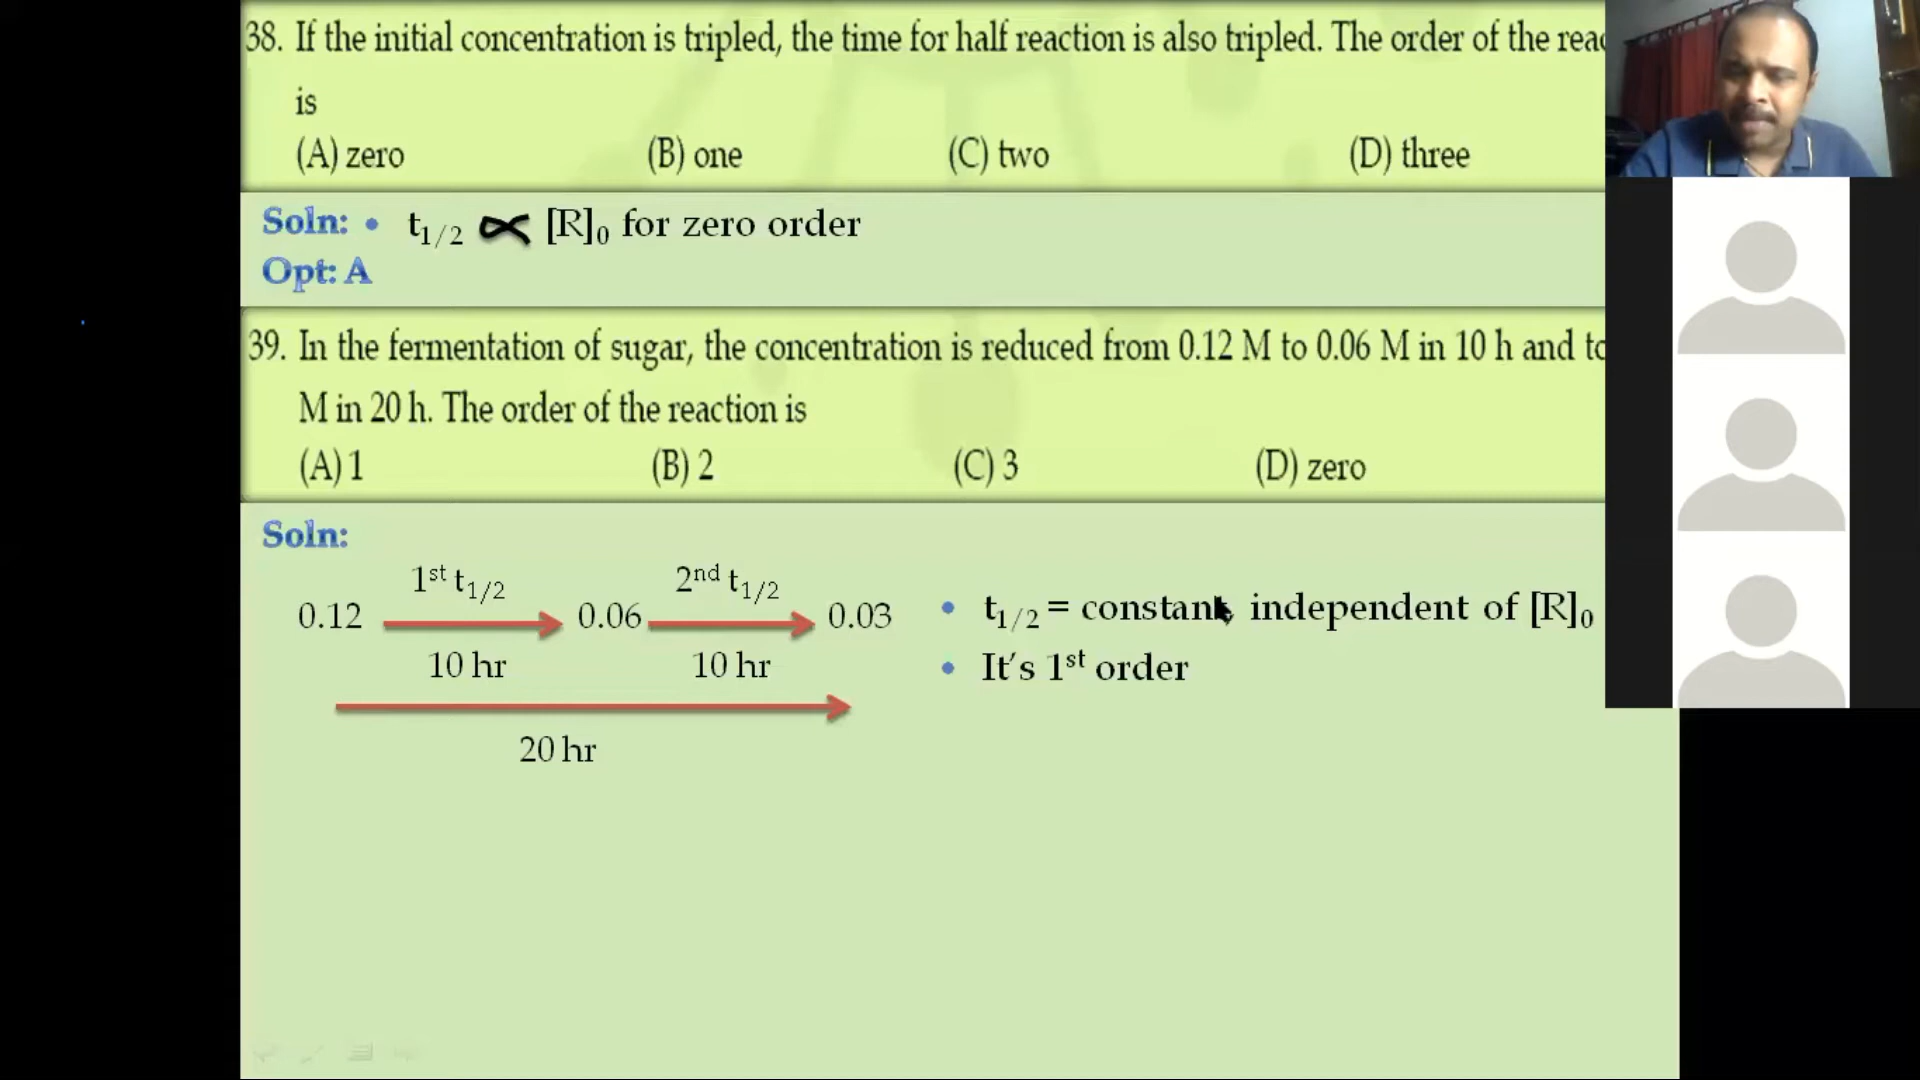 38. If the initial concentration is tripled, the time for half reaction is also tripled. The order of the reac
is
(A) zero (B) one (C) two (D) three
Soln: • t1/2 ∝ [R]0 for zero order
Opt: A
39. In the fermentation of sugar, the concentration is reduced from 0.12 M to 0.06 M in 10 h and to
M in 20 h. The order of the reaction is
(A) 1 (B) 2 (C) 3 (D) zero
Soln:
1st t1/2 2nd t1/2
0.12 0.06 0.03
10 hr 10 hr
20 hr
• t1/2 = constant, independent of [R]0
• It's 1st order